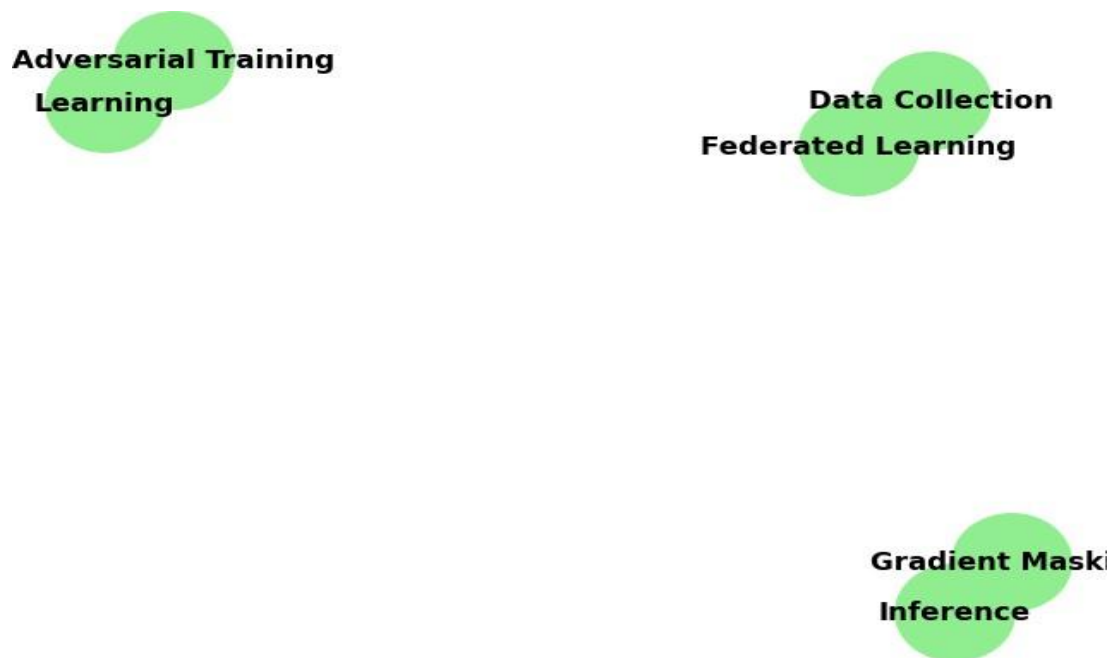 Adversarial Training
Learning
Data Collection
Federated Learning
Gradient Maski
Inference